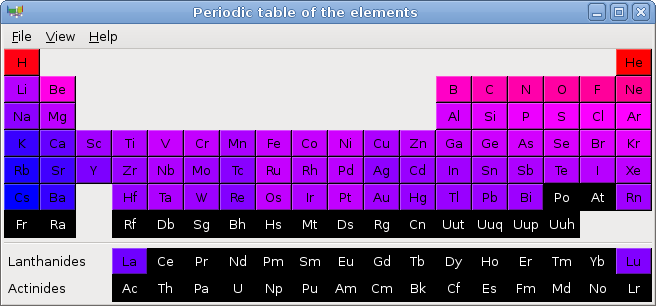 Periodic table of the elements
File View Help
H He
Li Be B C N O F Ne
Na Mg Al Si P S Cl Ar
K Ca Sc Ti V Cr Mn Fe Co Ni Cu Zn Ga Ge As Se Br Kr
Rb Sr Y Zr Nb Mo Tc Ru Rh Pd Ag Cd In Sn Sb Te I Xe
Cs Ba Hf Ta W Re Os Ir Pt Au Hg Tl Pb Bi Po At Rn
Fr Ra Rf Db Sg Bh Hs Mt Ds Rg Cn Uut Uuq Uup Uuh
Lanthanides La Ce Pr Nd Pm Sm Eu Gd Tb Dy Ho Er Tm Yb Lu
Actinides Ac Th Pa U Np Pu Am Cm Bk Cf Es Fm Md No Lr